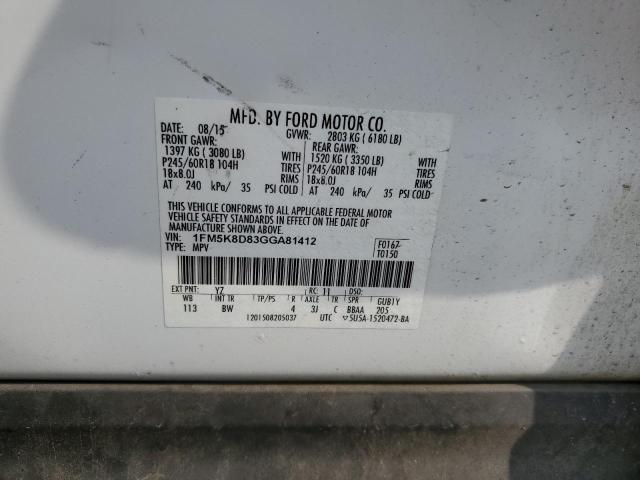 MFD. BY FORD MOTOR CO.
DATE: 08/15 GVWR: 2803 KG ( 6180 LB)
FRONT GAWR: REAR GAWR:
1397 KG ( 3080 LB) WITH 1520 KG ( 3350 LB) WITH
P245/60R18 104H TIRES P245/60R18 104H TIRES
18x8.0J RIMS 18x8.0J RIMS
AT 240 kPa/ 35 PSI COLD AT 240 kPa/ 35 PSI COLD
THIS VEHICLE CONFORMS TO ALL APPLICABLE FEDERAL MOTOR
VEHICLE SAFETY STANDARDS IN EFFECT ON THE DATE OF
MANUFACTURE SHOWN ABOVE.
VIN: 1FM5K8D83GGA81412 F0167
TYPE: MPV T0150
EXT PNT: YZ RC: 11 DSO:
WB INT TR TP/PS R AXLE TR SPR GUB1Y
113 BW 4 3J C BBAA 205
1201508205037 UTC ▽5U5A-1520472-BA